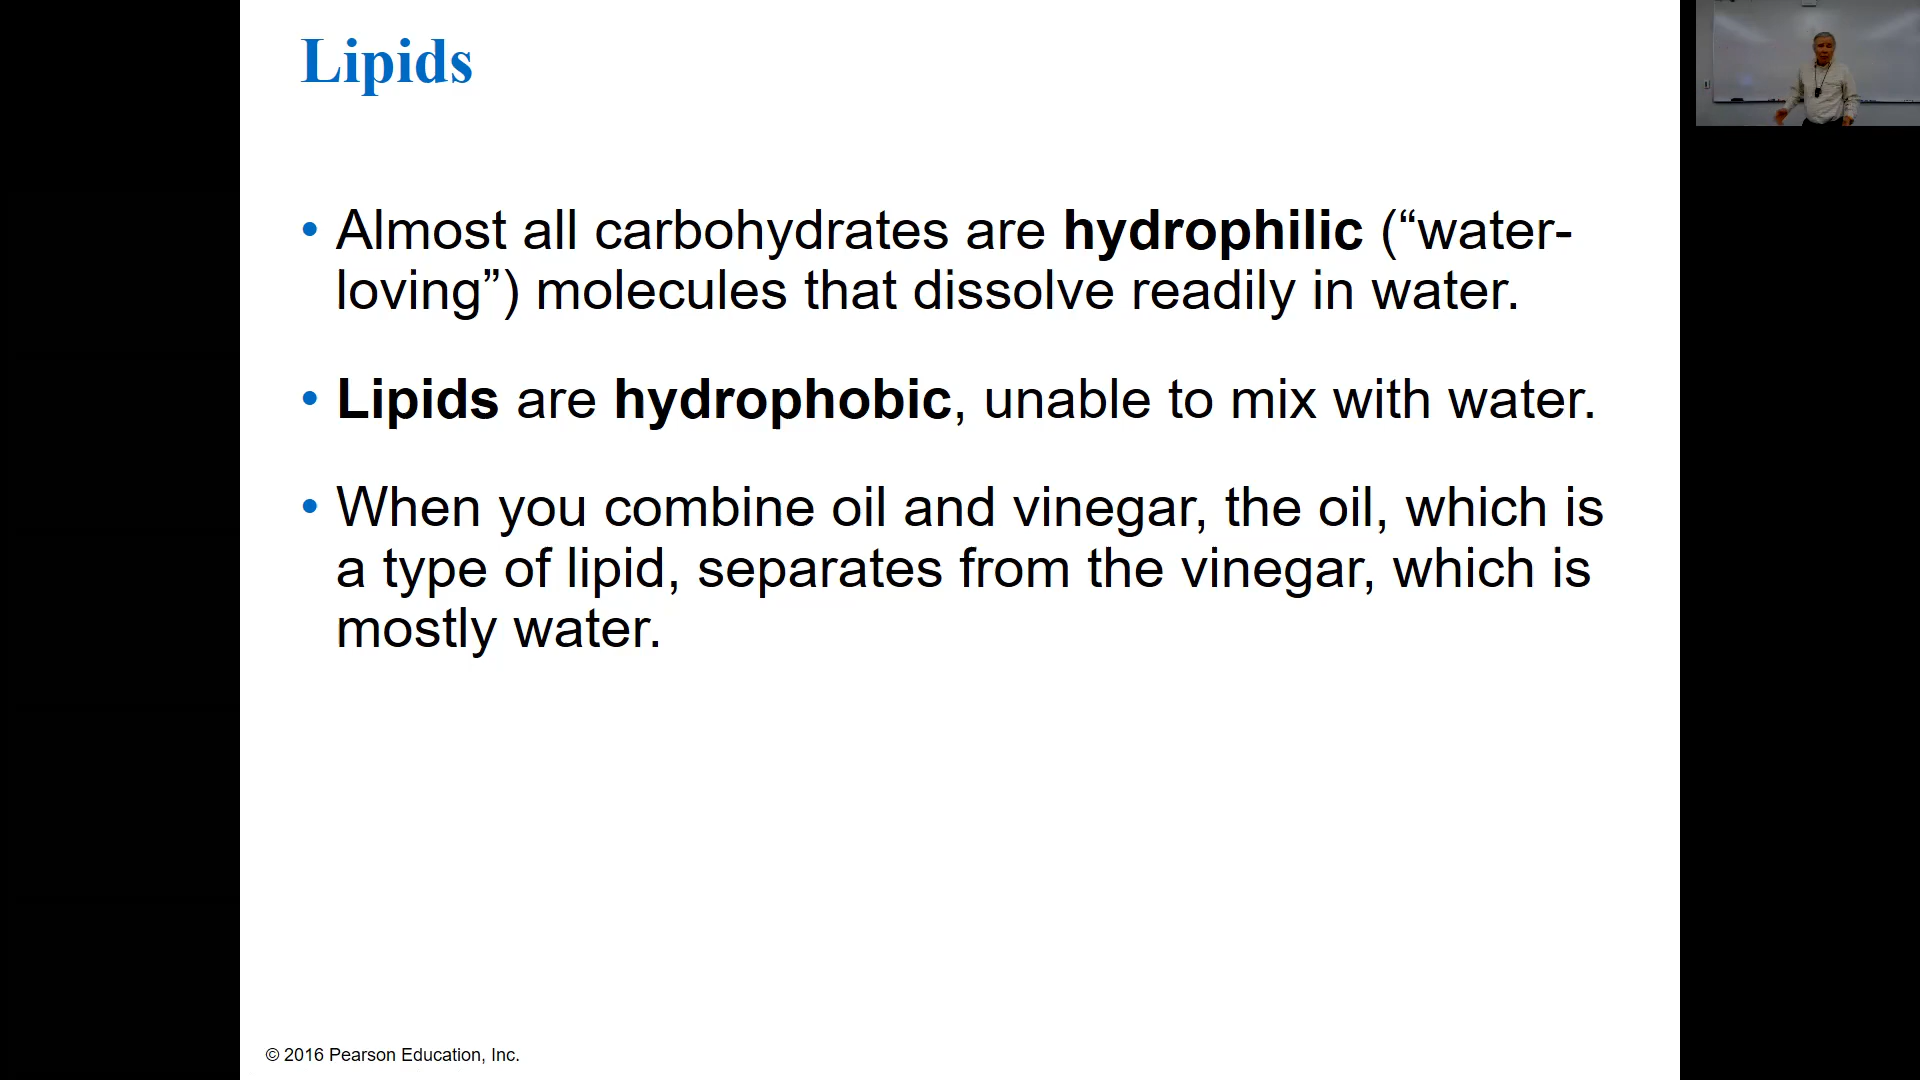 Lipids
• Almost all carbohydrates are hydrophilic (“water-
loving”) molecules that dissolve readily in water.
• Lipids are hydrophobic, unable to mix with water.
• When you combine oil and vinegar, the oil, which is
a type of lipid, separates from the vinegar, which is
mostly water.
© 2016 Pearson Education, Inc.